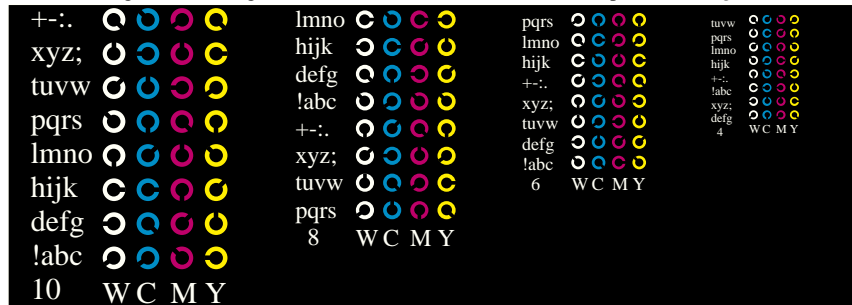 +-:.
xyz;
tuvw
pqrs
lmno
hijk
defg
!abc
10 W C M Y
lmno
hijk
defg
!abc
+-:.
xyz;
tuvw
pqrs
8 W C M Y
pqrs
lmno
hijk
+-:.
xyz;
tuvw
defg
!abc
6 W C M Y
tuvw
pqrs
lmno
hijk
+-:.
!abc
xyz;
defg
4 W C M Y